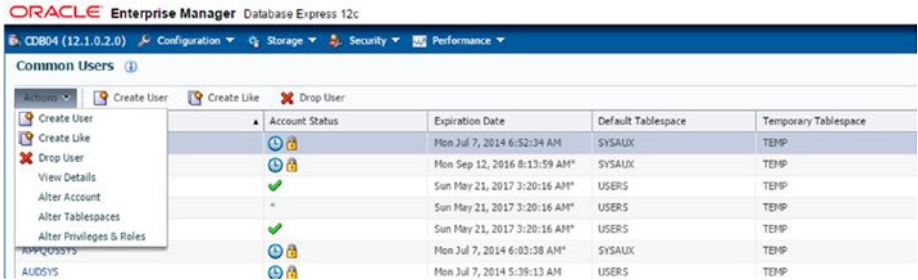 ORACLE Enterprise Manager Database Express 12c
CDB04 (12.1.0.2.0) Configuration Storage Security Performance
Common Users
Actions Create User Create Like Drop User
Account Status Expiration Date Default Tablespace Temporary Tablespace
Create User
Create Like
Drop User
View Details
Alter Account
Alter Tablespaces
Alter Privileges & Roles
Mon Jul 7, 2014 6:52:34 AM SYSAUX TEMP
Mon Sep 12, 2016 8:13:59 AM* SYSAUX TEMP
Sun May 21, 2017 3:20:16 AM* USERS TEMP
* Sun May 21, 2017 3:20:16 AM* USERS TEMP
Sun May 21, 2017 3:20:16 AM* USERS TEMP
APPQOSSYS Mon Jul 7, 2014 6:03:38 AM* SYSAUX TEMP
AUDSYS Mon Jul 7, 2014 5:39:13 AM USERS TEMP